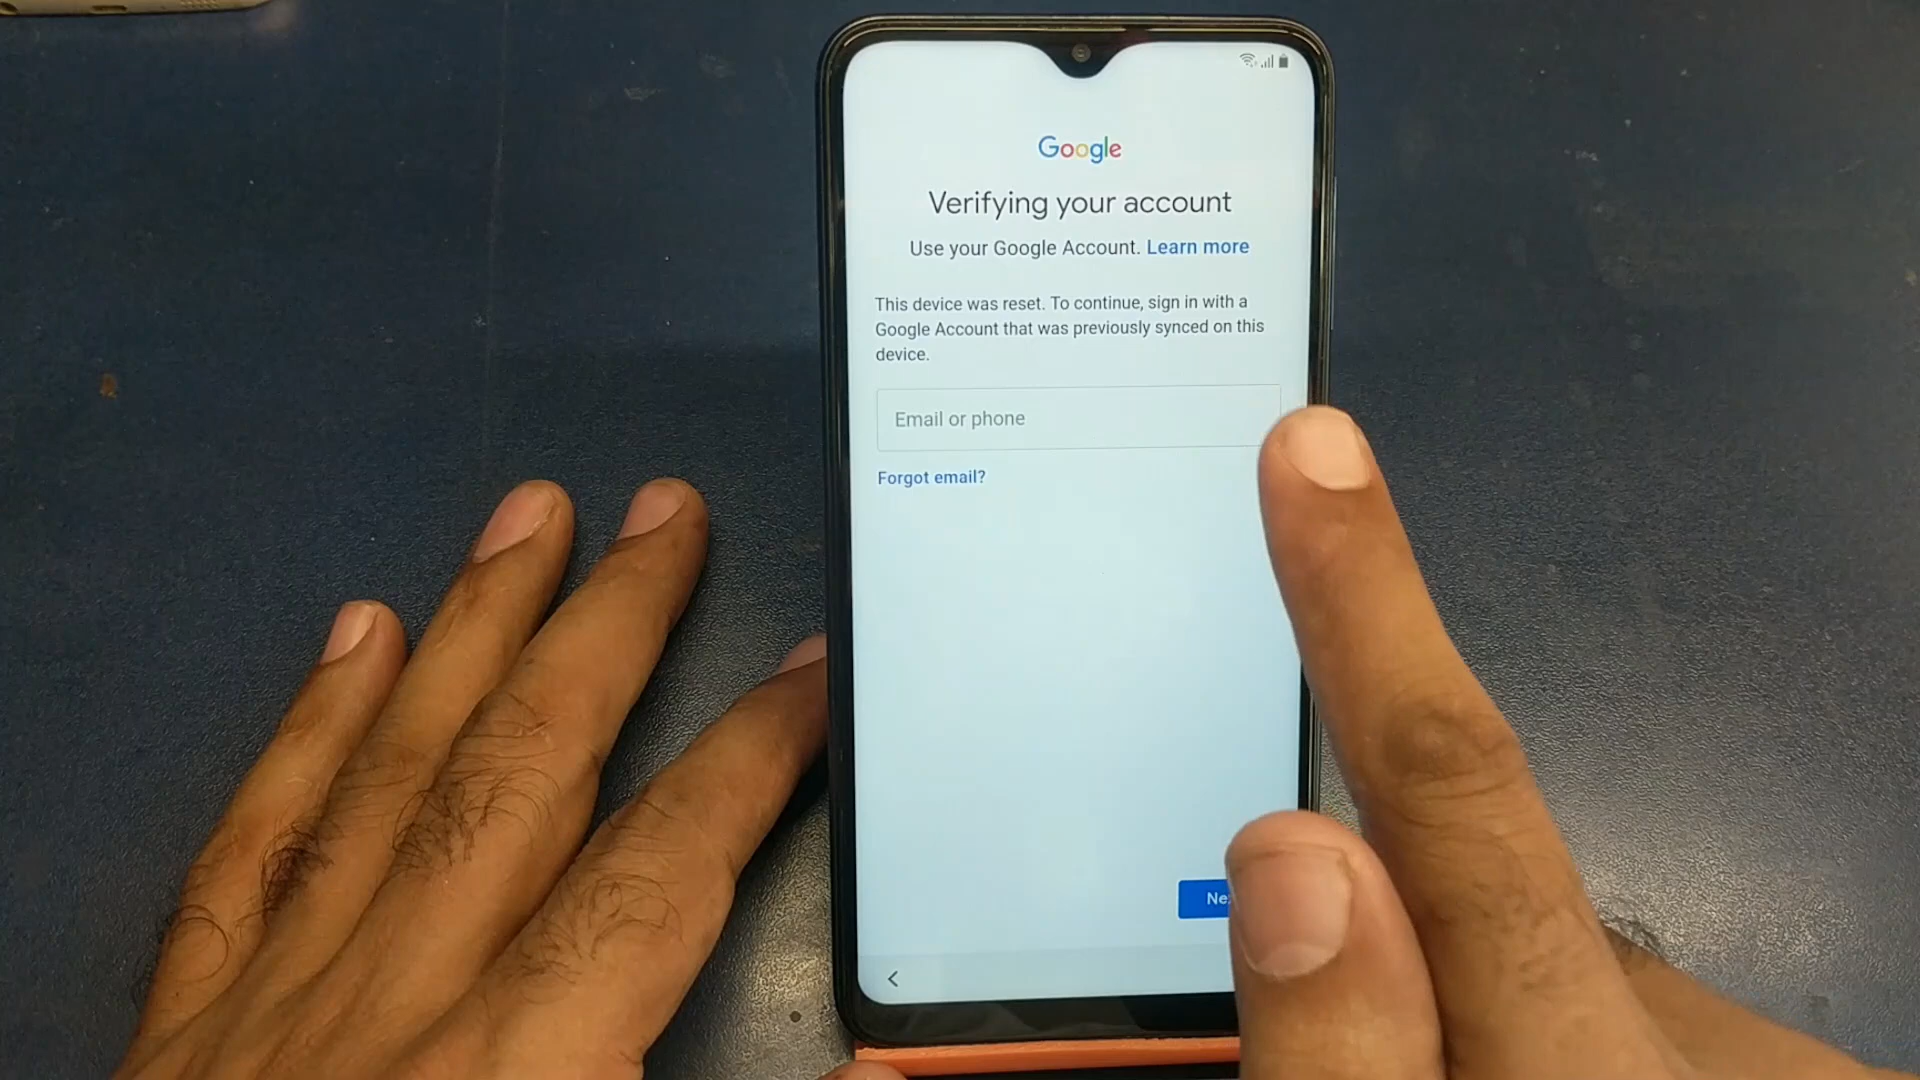 Google
Verifying your account
Use your Google Account. Learn more
This device was reset. To continue, sign in with a
Google Account that was previously synced on this
device.
Email or phone
Forgot email?